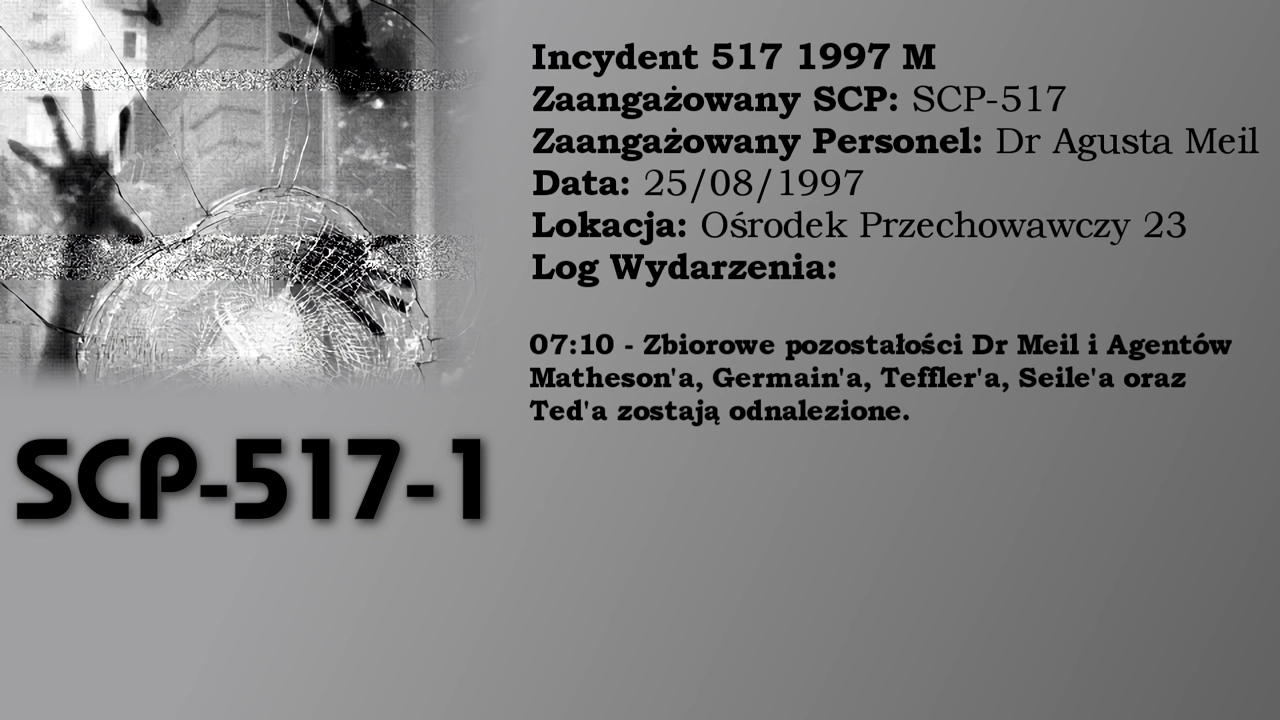 Incydent 517 1997 M
Zaangażowany SCP: SCP-517
Zaangażowany Personel: Dr Agusta Meil
Data: 25/08/1997
Lokacja: Ośrodek Przechowawczy 23
Log Wydarzenia:
07:10 - Zbiorowe pozostałości Dr Meil i Agentów
Matheson'a, Germain'a, Teffler'a, Seile'a oraz
Ted'a zostają odnalezione.
SCP-517-1